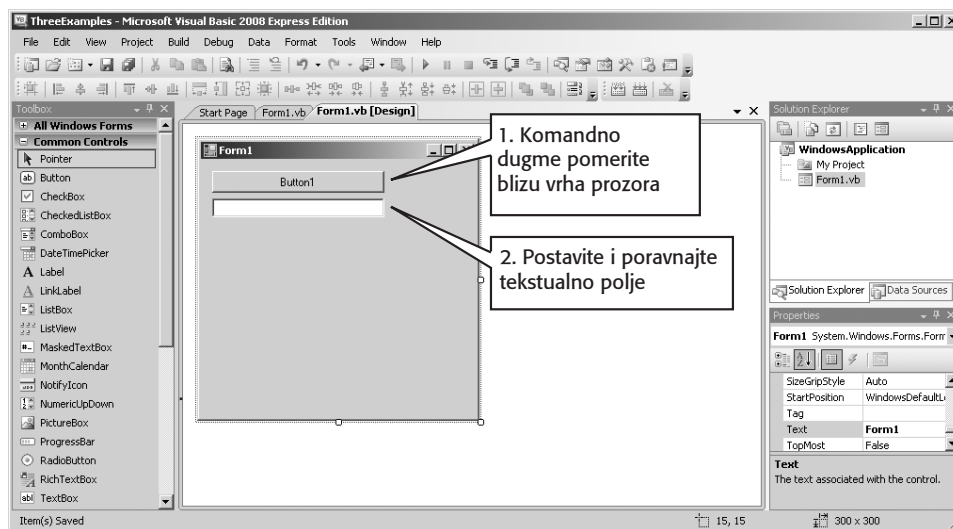 ThreeExamples - Microsoft Visual Basic 2008 Express Edition
File Edit View Project Build Debug Data Format Tools Window Help
Toolbox
All Windows Forms
Common Controls
Pointer
Button
CheckBox
CheckedListBox
ComboBox
DateTimePicker
Label
LinkLabel
ListBox
ListView
MaskedTextBox
MonthCalendar
NotifyIcon
NumericUpDown
PictureBox
ProgressBar
RadioButton
RichTextBox
TextBox
Start Page Form1.vb Form1.vb [Design]
Form1
Button1
1. Komandno
dugme pomerite
blizu vrha prozora
2. Postavite i poravnajte
tekstualno polje
Solution Explorer
WindowsApplication
My Project
Form1.vb
Solution Explorer Data Sources
Properties
Form1 System.Windows.Forms.Form
SizeGripStyle Auto
StartPosition WindowsDefaultL
Tag
Text Form1
TopMost False
Text
The text associated with the control.
Item(s) Saved 15, 15 300 x 300